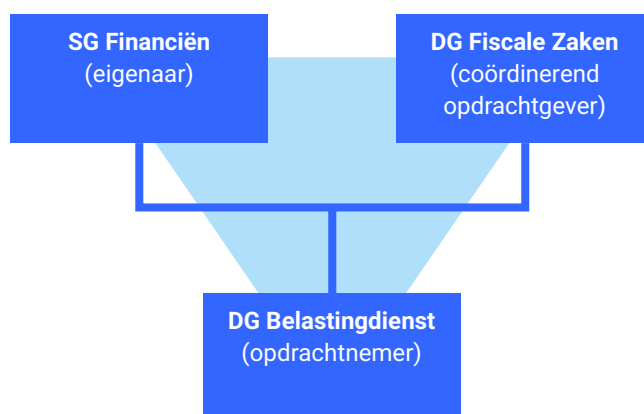 SG Financiën
(eigenaar)
DG Fiscale Zaken
(coördinerend
opdrachtgever)
DG Belastingdienst
(opdrachtnemer)